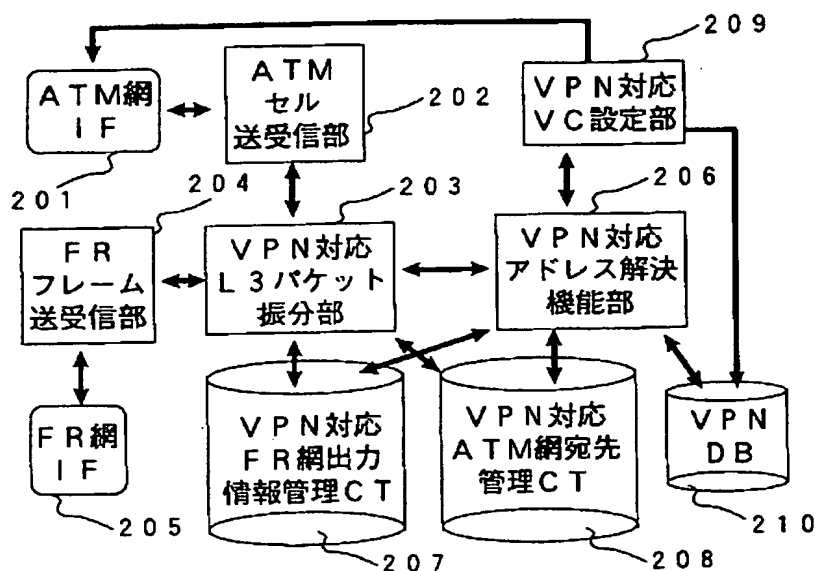 209
ATM網
IF
ATM
セル
送受信部
202
VPN対応
VC設定部
201
204
203
206
FR
フレーム
送受信部
VPN対応
L3パケット
振分部
VPN対応
アドレス解決
機能部
FR網
IF
205
VPN対応
FR網出力
情報管理CT
207
VPN対応
ATM網宛先
管理CT
208
VPN
DB
210